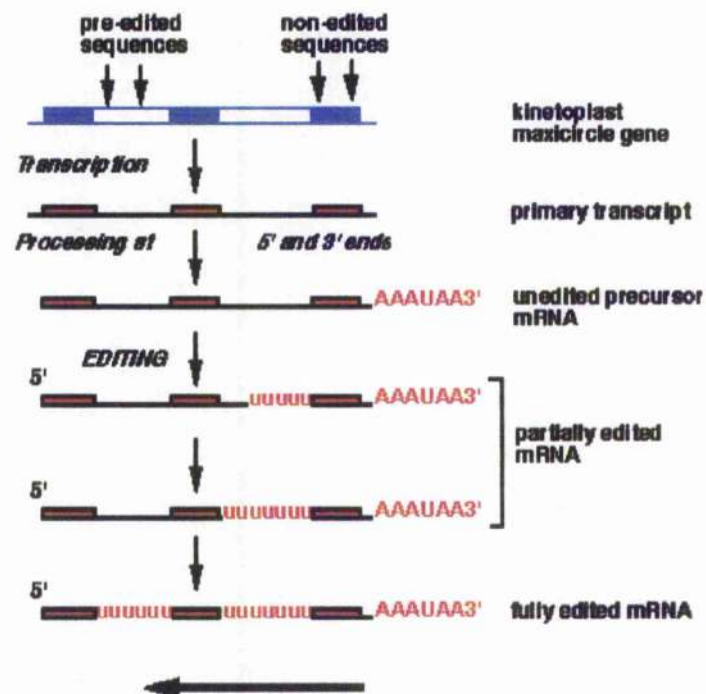 pre-edited
sequences
non-edited
sequences
kinetoplast
maxicircle gene
Transcription
primary transcript
Processing at
5' and 3' ends
AAAUAA3'
unedited precursor
mRNA
EDITING
5'
uuuuu
AAAUAA3'
partially edited
mRNA
5'
uuuuuuu
AAAUAA3'
5'
uuuuuu
uuuuuuu
AAAUAA3'
fully edited mRNA